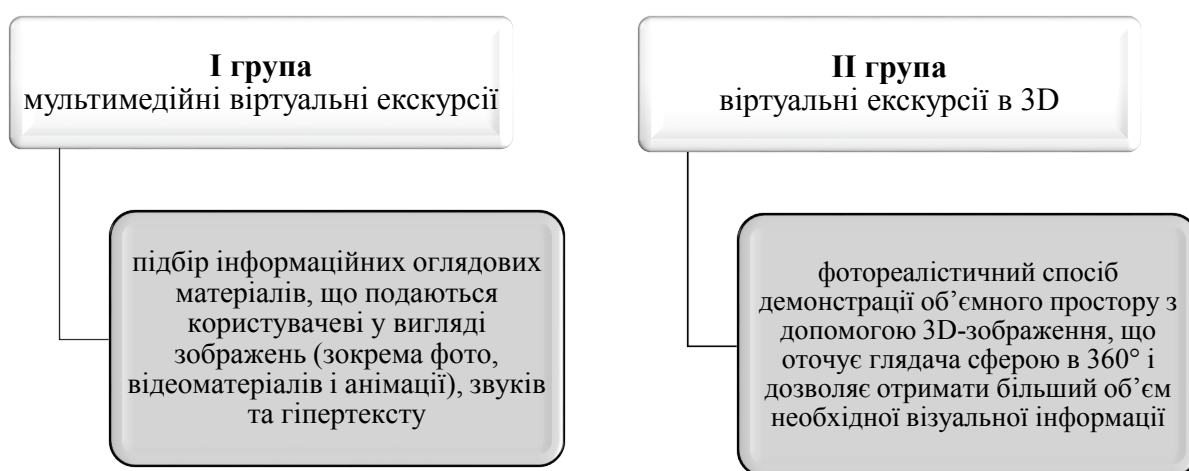 І група
мультимедійні віртуальні екскурсії
підбір інформаційних оглядових
матеріалів, що подаються
користувачеві у вигляді
зображень (зокрема фото,
відеоматеріалів і анімації), звуків
та гіпертексту
ІІ група
віртуальні екскурсії в 3D
фотореалістичний спосіб
демонстрації об’ємного простору з
допомогою 3D-зображення, що
оточує глядача сферою в 360° і
дозволяє отримати більший об’єм
необхідної візуальної інформації